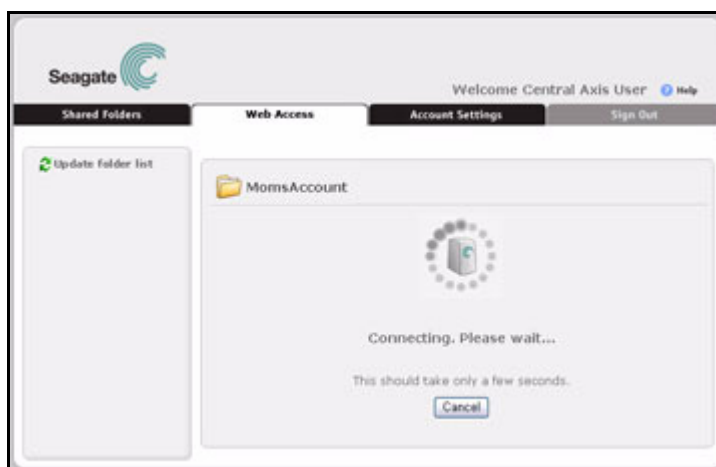 Seagate
Welcome Central Axis User Help
Shared Folders Web Access Account Settings Sign Out
Update folder list
MomsAccount
Connecting. Please wait...
This should take only a few seconds.
Cancel